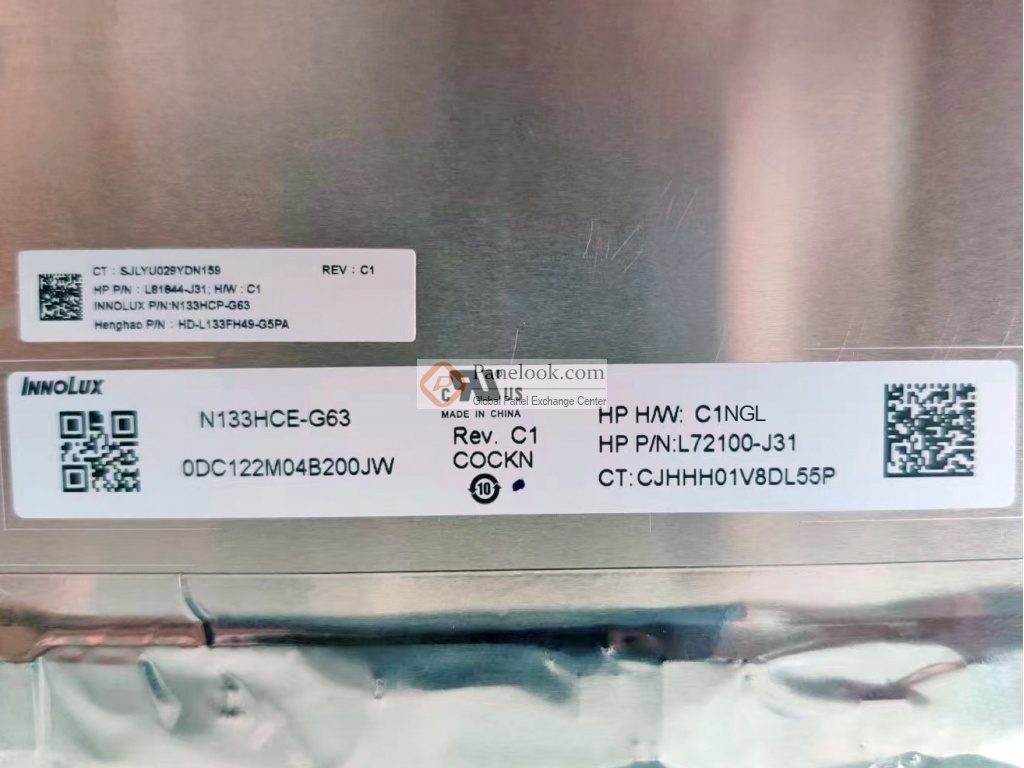 CT : SJLYU029YDN159 REV : C1
HP P/N : L81844-J31; H/W : C1
INNOLUX P/N:N133HCP-G63
Henghao P/N : HD-L133FH49-G5PA
INNOLUX
N133HCE-G63
0DC122M04B200JW
Panelook.com
Global Panel Exchange Center
C US
MADE IN CHINA
Rev. C1
COCKN
10
HP H/W: C1NGL
HP P/N:L72100-J31
CT:CJHHH01V8DL55P